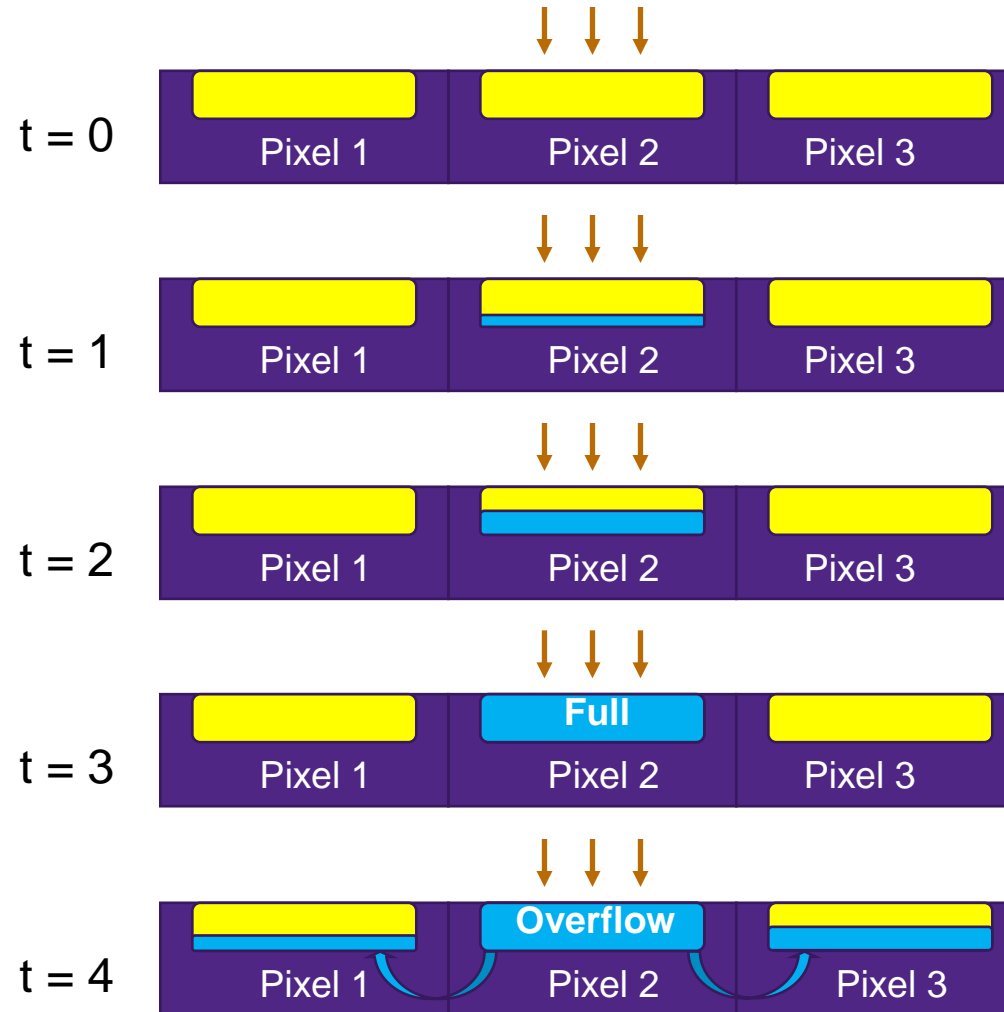 t = 0
Pixel 1
Pixel 2
Pixel 3
t = 1
Pixel 1
Pixel 2
Pixel 3
t = 2
Pixel 1
Pixel 2
Pixel 3
t = 3
Full
Pixel 1
Pixel 2
Pixel 3
t = 4
Overflow
Pixel 1
Pixel 2
Pixel 3